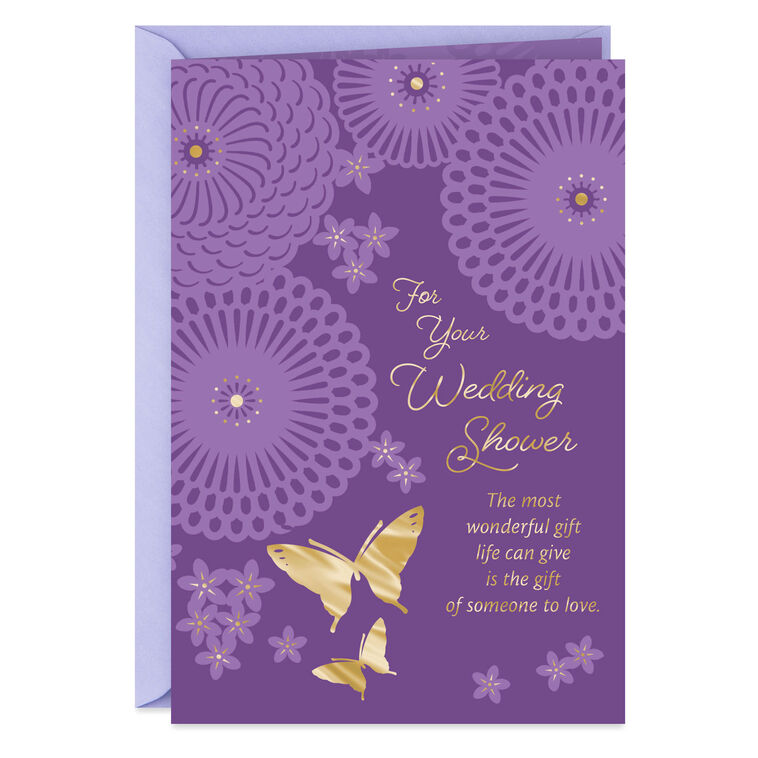 For
Your
Wedding
Shower
The most
wonderful gift
life can give
is the gift
of someone to love.